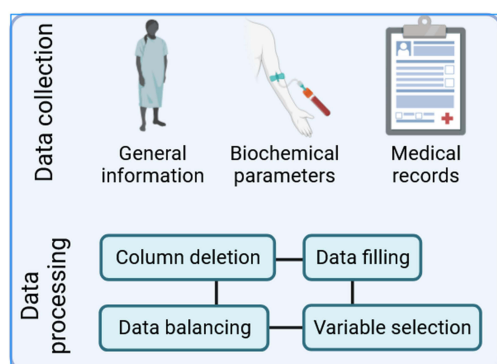 Data collection
General
information
Biochemical
parameters
Medical
records
Data
processing
Column deletion
Data filling
Data balancing
Variable selection